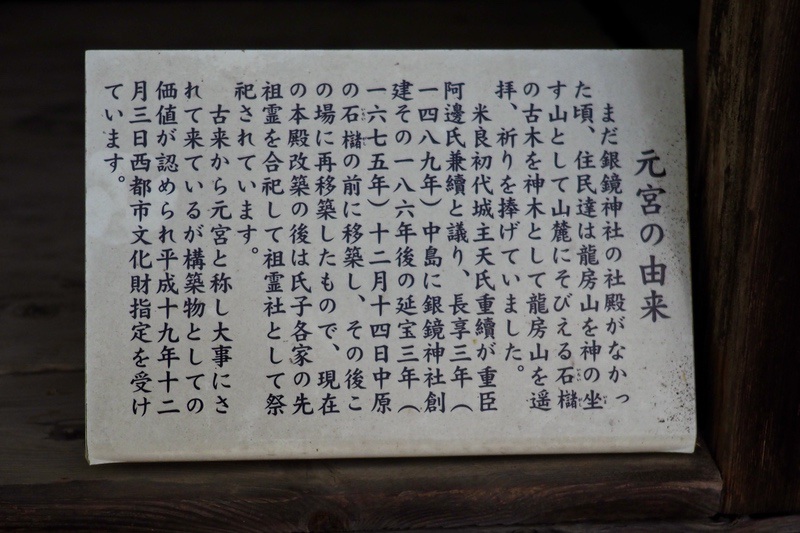 元宮の由来
まだ銀鏡神社の社殿がなかっ
た頃、住民達は龍房山を神の坐
す山として山麓にそびえる石槧
の古木を神木として龍房山を遥
拝、祈りを捧げていました。
米良初代城主天氏重續が重臣
阿邊氏兼續と議り、長享三年（
一四八九年）中島に銀鏡神社創
建その一八六年後の延宝三年（
一六七五年）十二月十四日中原
の石槧の前に移築し、その後こ
の場に再移築したもので、現在
の本殿改築の後は氏子各家の先
祖霊を合祀して祖霊社として祭
祀されています。
古来から元宮と称し大事にさ
れて来ているが構築物としての
価値が認められ平成十九年十二
月三日西都市文化財指定を受け
ています。